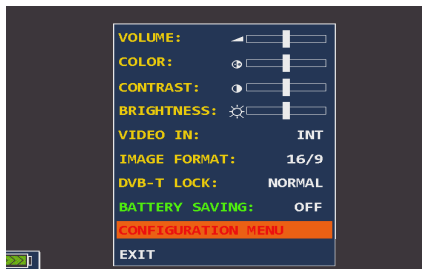 VOLUME:
COLOR:
CONTRAST:
BRIGHTNESS:
VIDEO IN: INT
IMAGE FORMAT: 16/9
DVB-T LOCK: NORMAL
BATTERY SAVING: OFF
CONFIGURATION MENU
EXIT